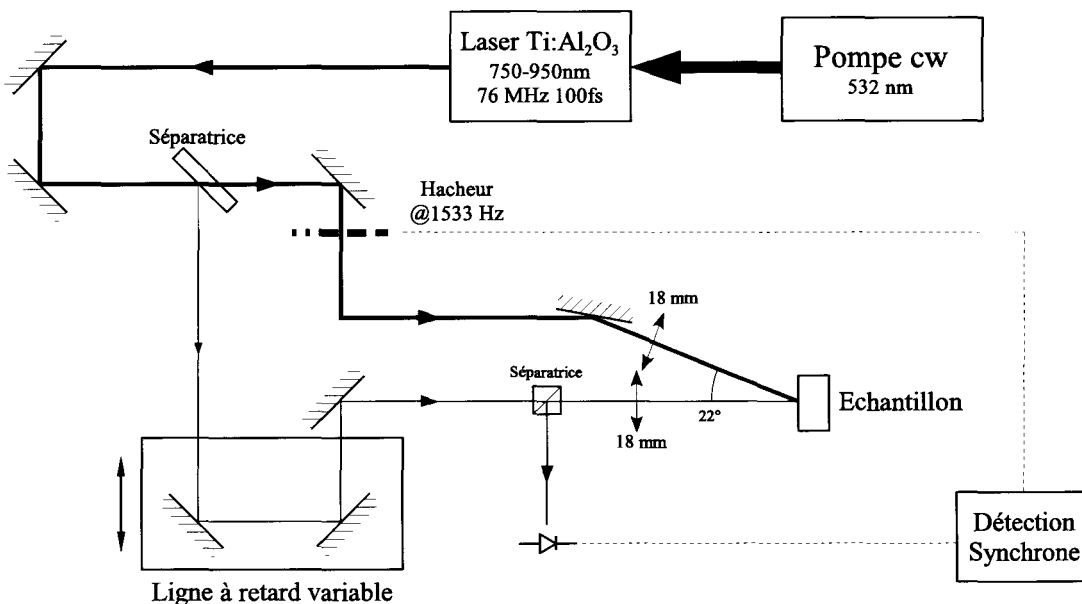 Laser Ti:Al₂O₃
750-950nm
76 MHz 100fs
Pompe cw
532 nm
Séparatrice
Hacheur
@1533 Hz
18 mm
Séparatrice
22°
18 mm
Echantillon
Détection
Synchrone
Ligne à retard variable